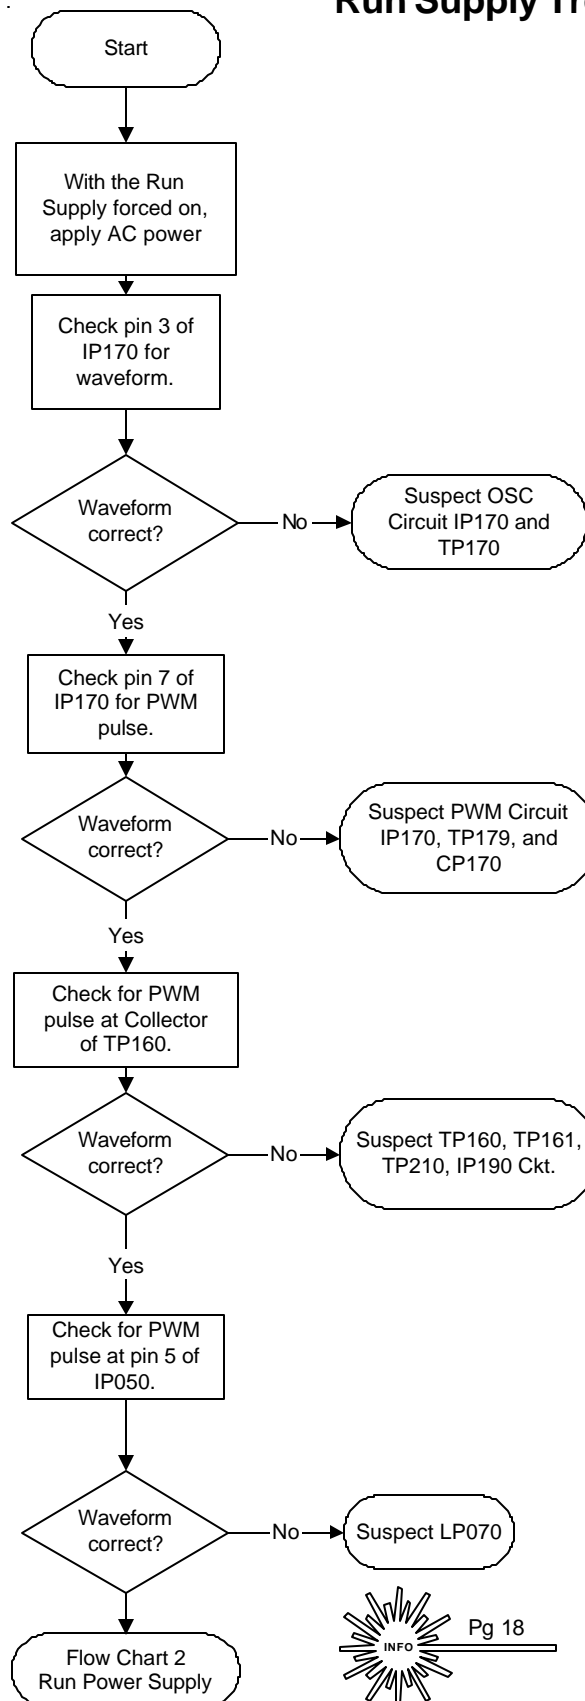 Run Supply
Start
With the Run
Supply forced on,
apply AC power
Check pin 3 of
IP170 for
waveform.
Waveform
correct?
No
Suspect OSC
Circuit IP170 and
TP170
Yes
Check pin 7 of
IP170 for PWM
pulse.
Waveform
correct?
No
Suspect PWM Circuit
IP170, TP179, and
CP170
Yes
Check for PWM
pulse at Collector
of TP160.
Waveform
correct?
No
Suspect TP160, TP161,
TP210, IP190 Ckt.
Yes
Check for PWM
pulse at pin 5 of
IP050.
Waveform
correct?
No
Suspect LP070
INFO
Pg 18
Flow Chart 2
Run Power Supply